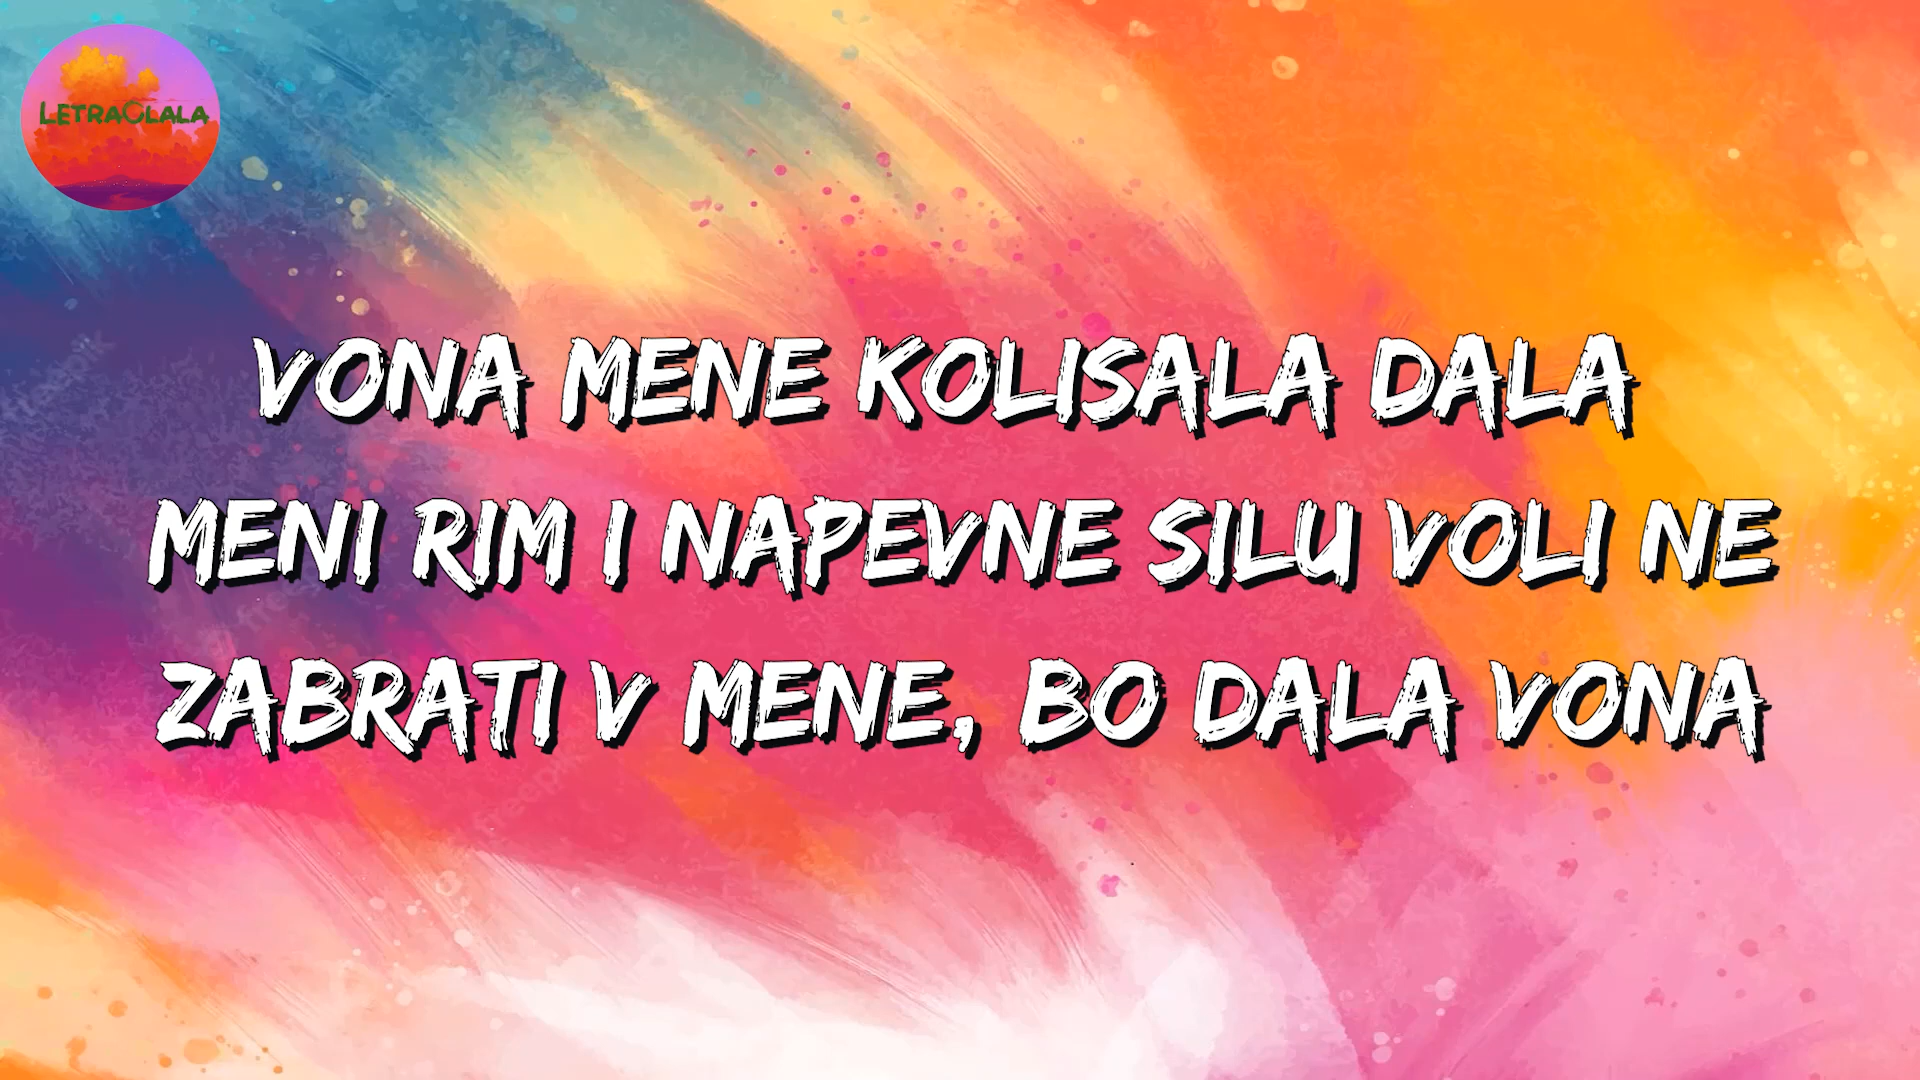 LETRAOLALA
VONA MENE KOLISALA DALA
MENI RIM I NAPEVNE SILU VOLI NE
ZABRATI V MENE, BO DALA VONA